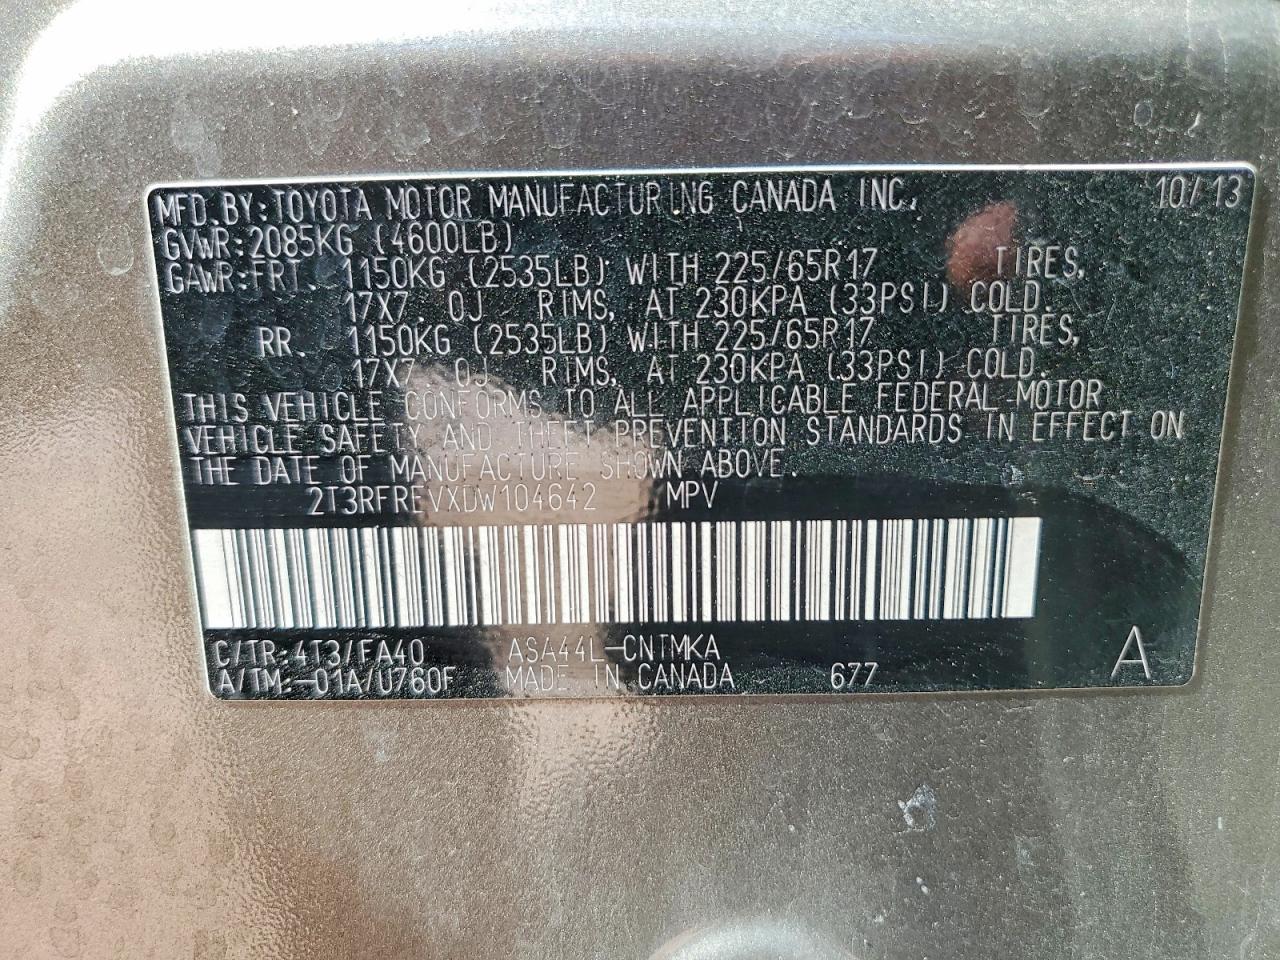 MFD.BY:TOYOTA MOTOR MANUFACTURING CANADA INC. 10/13
GVWR:2085KG (4600LB)
GAWR:FRT. 1150KG (2535LB) WITH 225/65R17 TIRES,
17X7.0J RIMS, AT 230KPA (33PSI) COLD.
RR. 1150KG (2535LB) WITH 225/65R17 TIRES,
17X7.0J RIMS, AT 230KPA (33PSI) COLD.
THIS VEHICLE CONFORMS TO ALL APPLICABLE FEDERAL MOTOR
VEHICLE SAFETY AND THEFT PREVENTION STANDARDS IN EFFECT ON
THE DATE OF MANUFACTURE SHOWN ABOVE.
2T3RFREVXDW104642 MPV
C/TR:4T3/FA40 ASA44L-CNTMKA
A/TM:-01A/U760F MADE IN CANADA 677 A